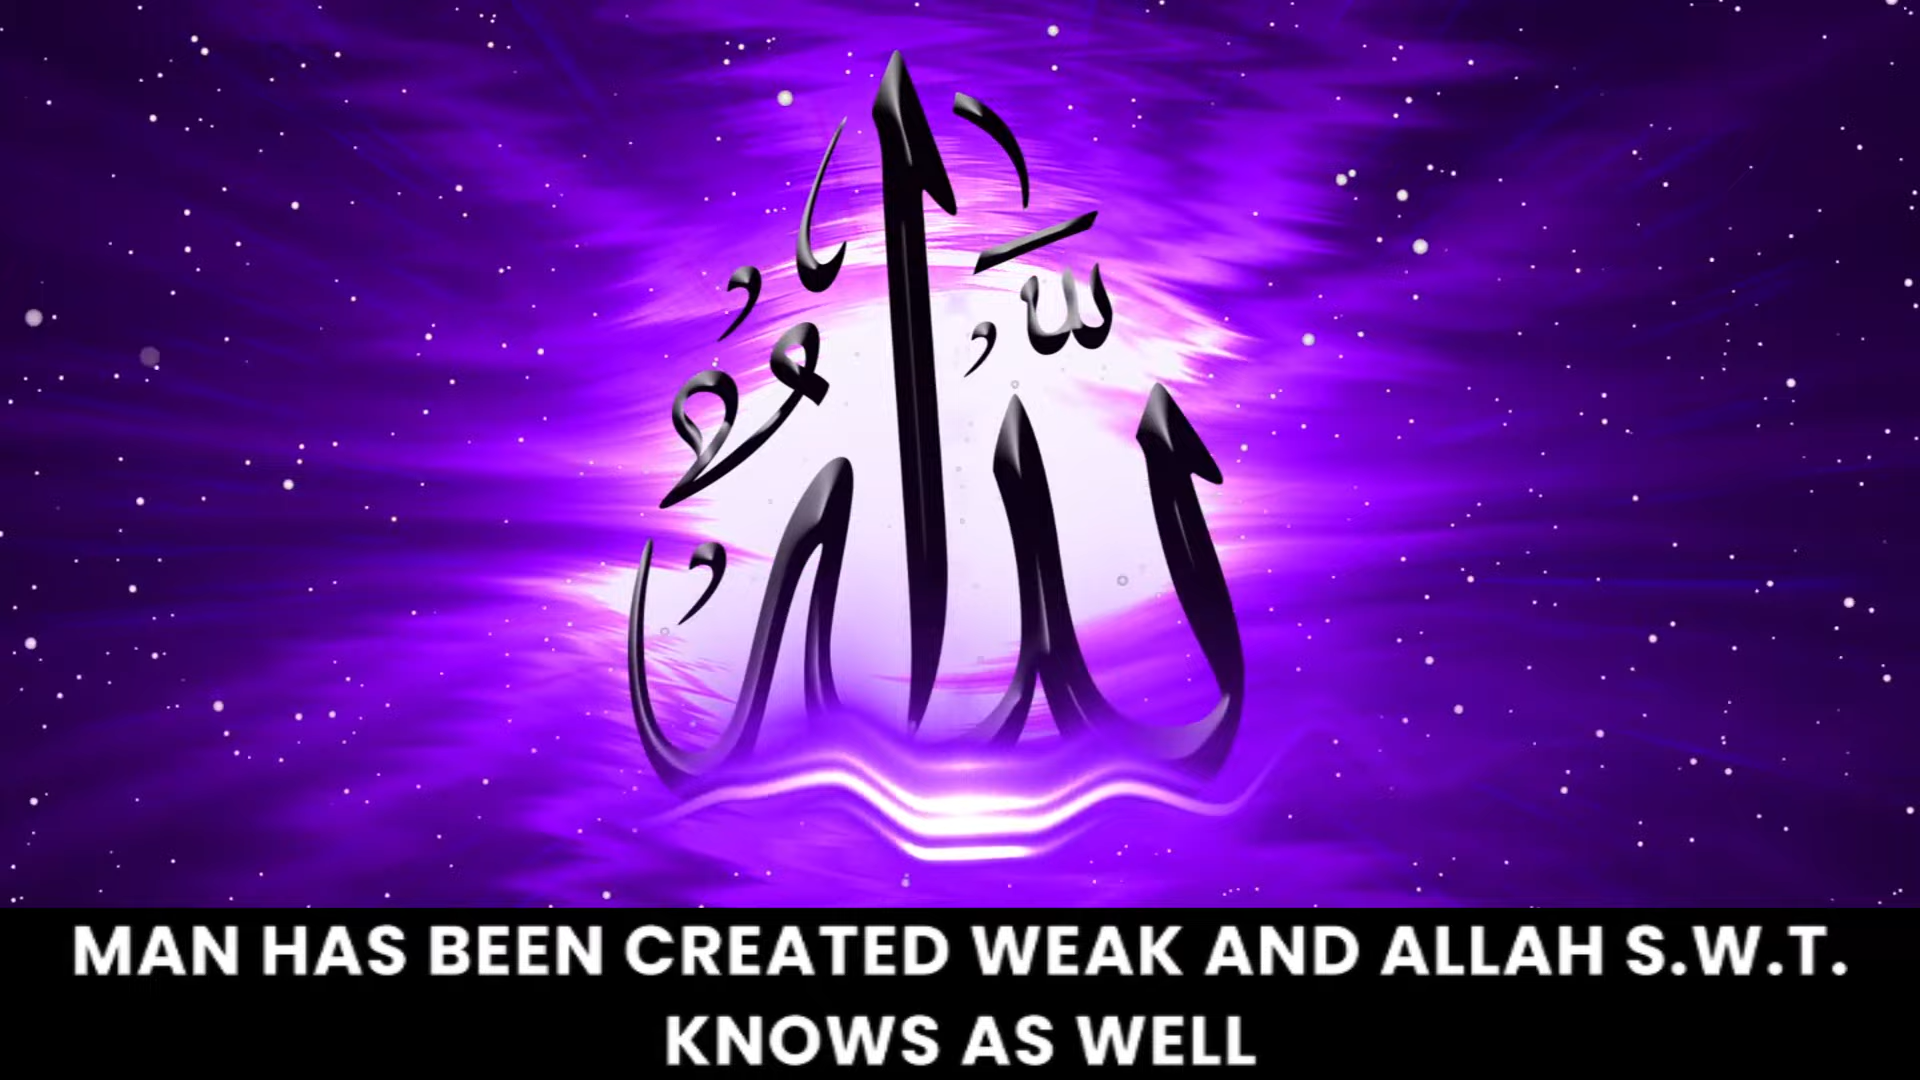 الله
MAN HAS BEEN CREATED WEAK AND ALLAH S.W.T.
KNOWS AS WELL